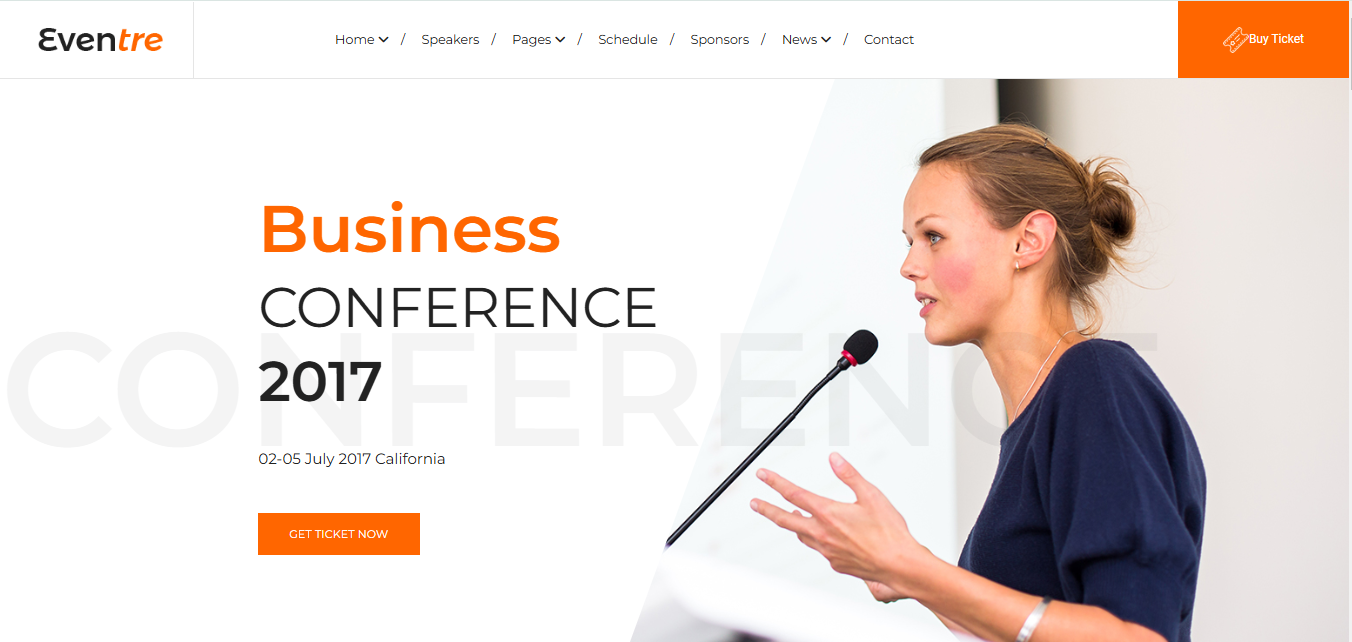 Eventre
Home / Speakers / Pages / Schedule / Sponsors / News / Contact
Buy Ticket
Business
CONFERENCE
2017
CONFERENCE
02-05 July 2017 California
GET TICKET NOW